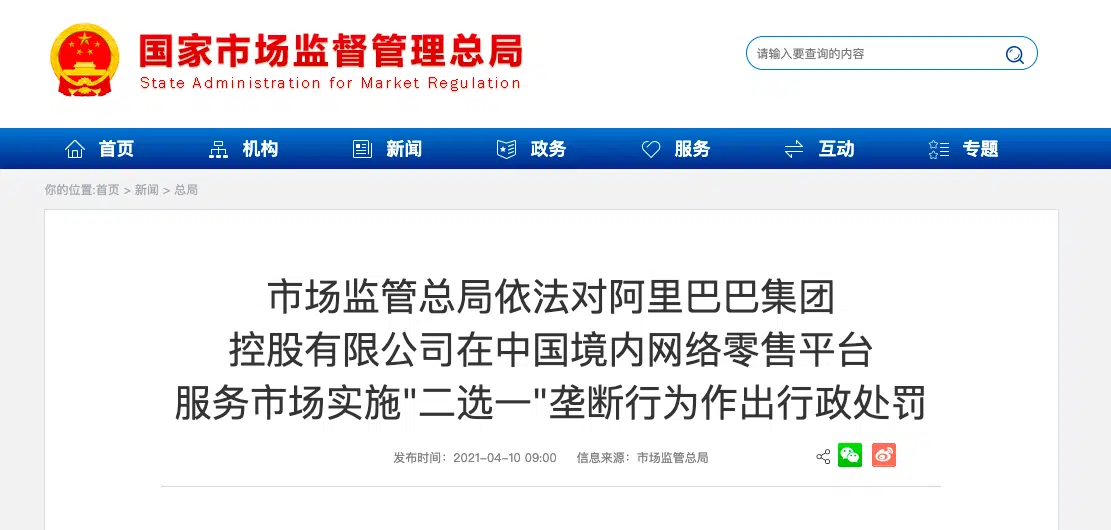 国家市场监督管理总局
State Administration for Market Regulation
请输入要查询的内容
首页 机构 新闻 政务 服务 互动 专题
你的位置:首页 > 新闻 > 总局
市场监管总局依法对阿里巴巴集团
控股有限公司在中国境内网络零售平台
服务市场实施"二选一"垄断行为作出行政处罚
发布时间：2021-04-10 09:00 信息来源：市场监管总局